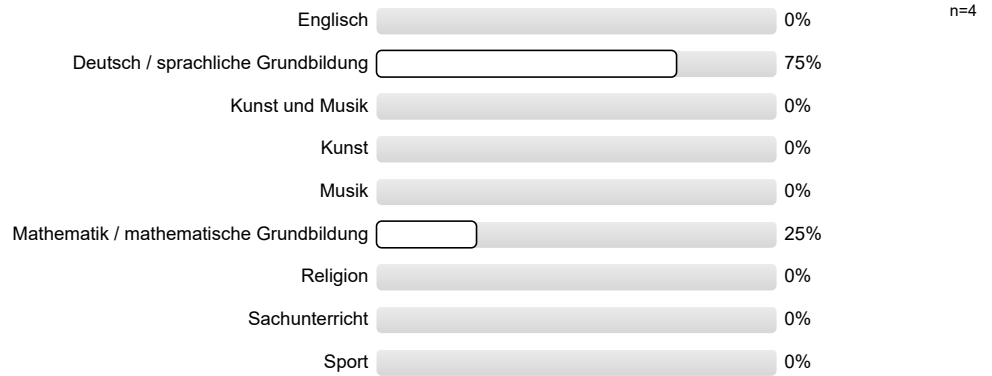 n=4
Englisch 0%
Deutsch / sprachliche Grundbildung 75%
Kunst und Musik 0%
Kunst 0%
Musik 0%
Mathematik / mathematische Grundbildung 25%
Religion 0%
Sachunterricht 0%
Sport 0%